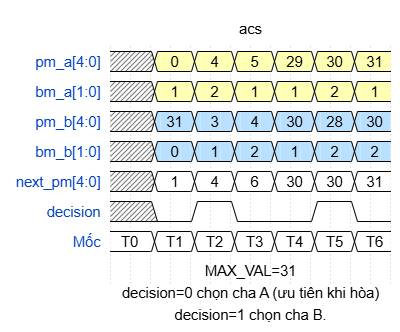 acs
pm_a[4:0] 0 4 5 29 30 31
bm_a[1:0] 1 2 1 1 2 1
pm_b[4:0] 31 3 4 30 28 30
bm_b[1:0] 0 1 2 1 2 2
next_pm[4:0] 1 4 6 30 30 31
decision
Mốc T0 T1 T2 T3 T4 T5 T6
MAX_VAL=31
decision=0 chọn cha A (ưu tiên khi hòa)
decision=1 chọn cha B.